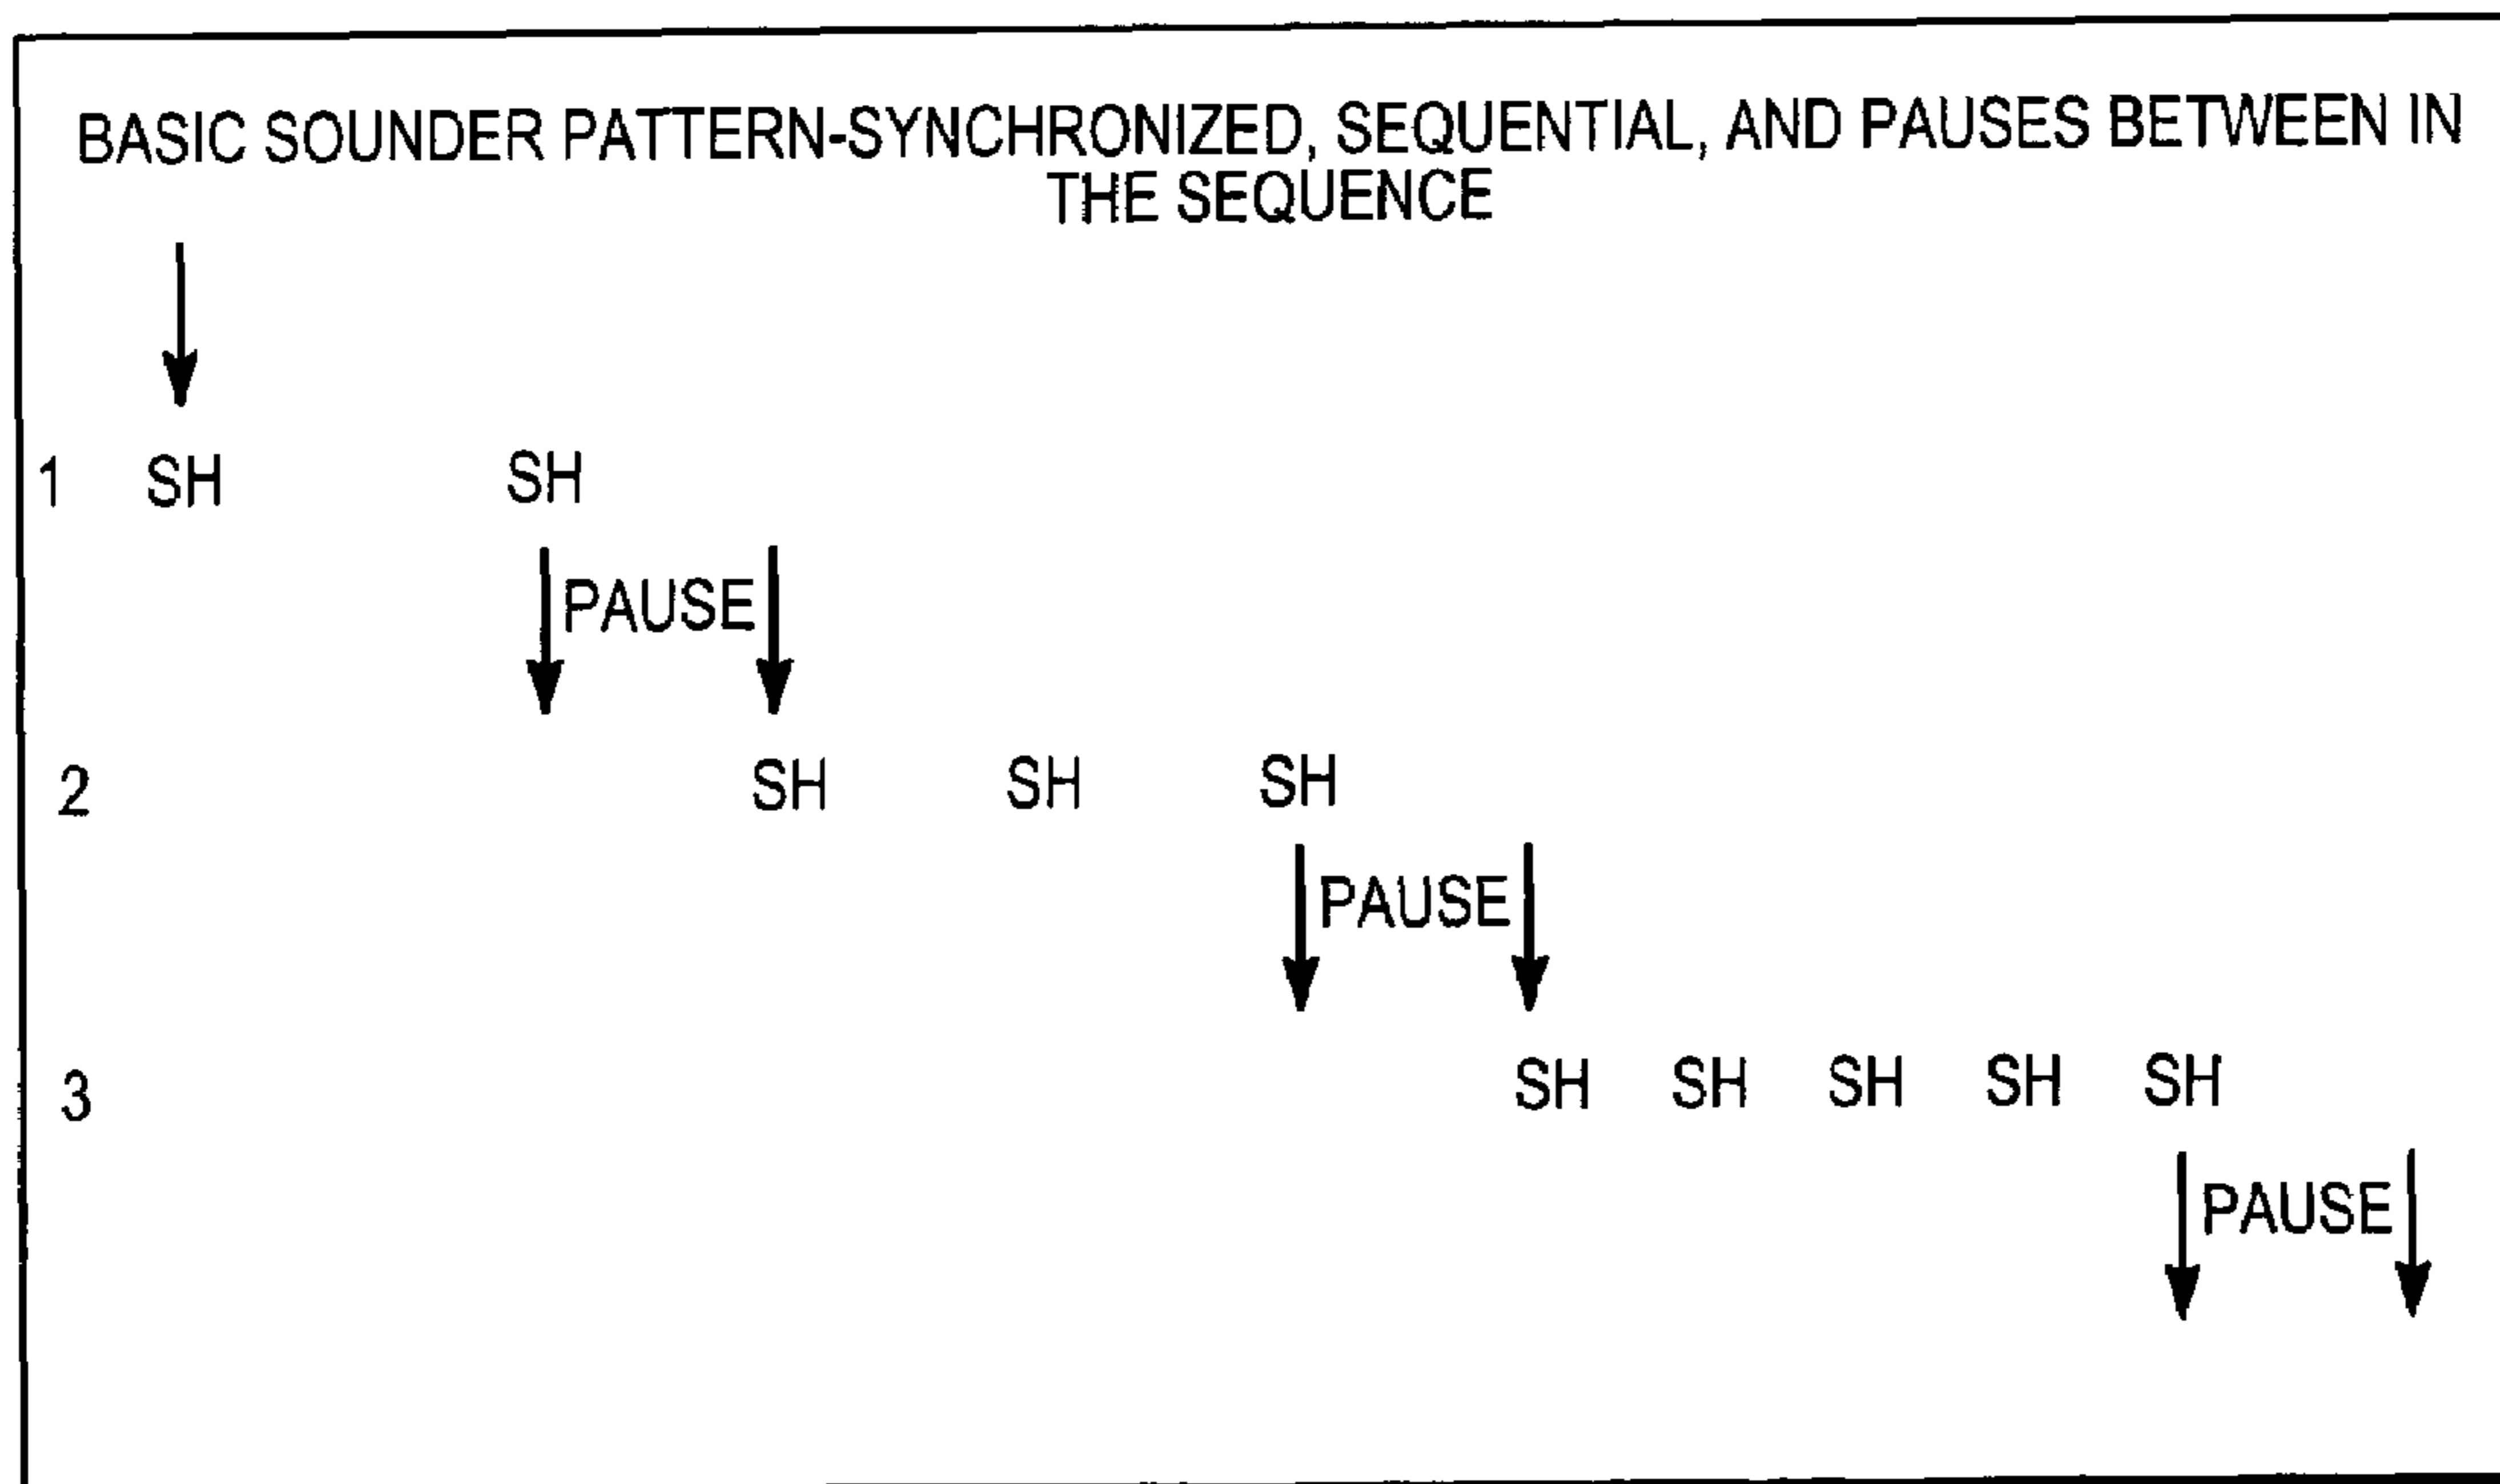 BASIC SOUNDER PATTERN-SYNCHRONIZED, SEQUENTIAL, AND PAUSES BETWEEN IN
THE SEQUENCE
1 SH SH
PAUSE
2 SH SH SH
PAUSE
3 SH SH SH SH SH
PAUSE